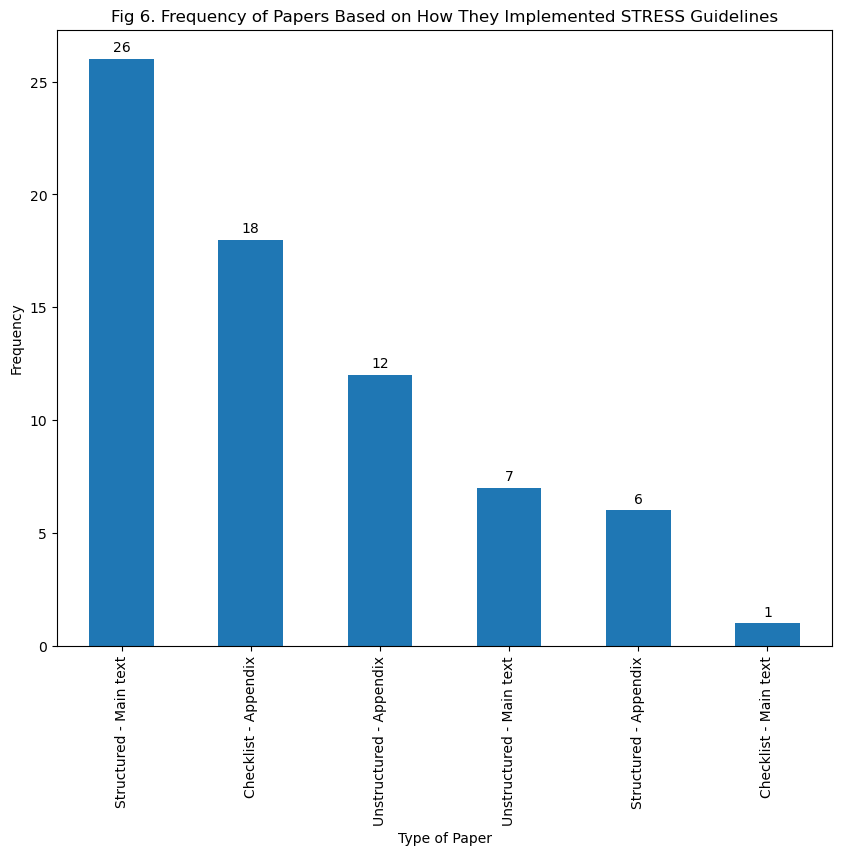 Fig 6. Frequency of Papers Based on How They Implemented STRESS Guidelines
26
18
12
7
6
1
25
20
15
10
5
0
Frequency
Structured - Main text
Checklist - Appendix
Unstructured - Appendix
Unstructured - Main text
Structured - Appendix
Checklist - Main text
Type of Paper